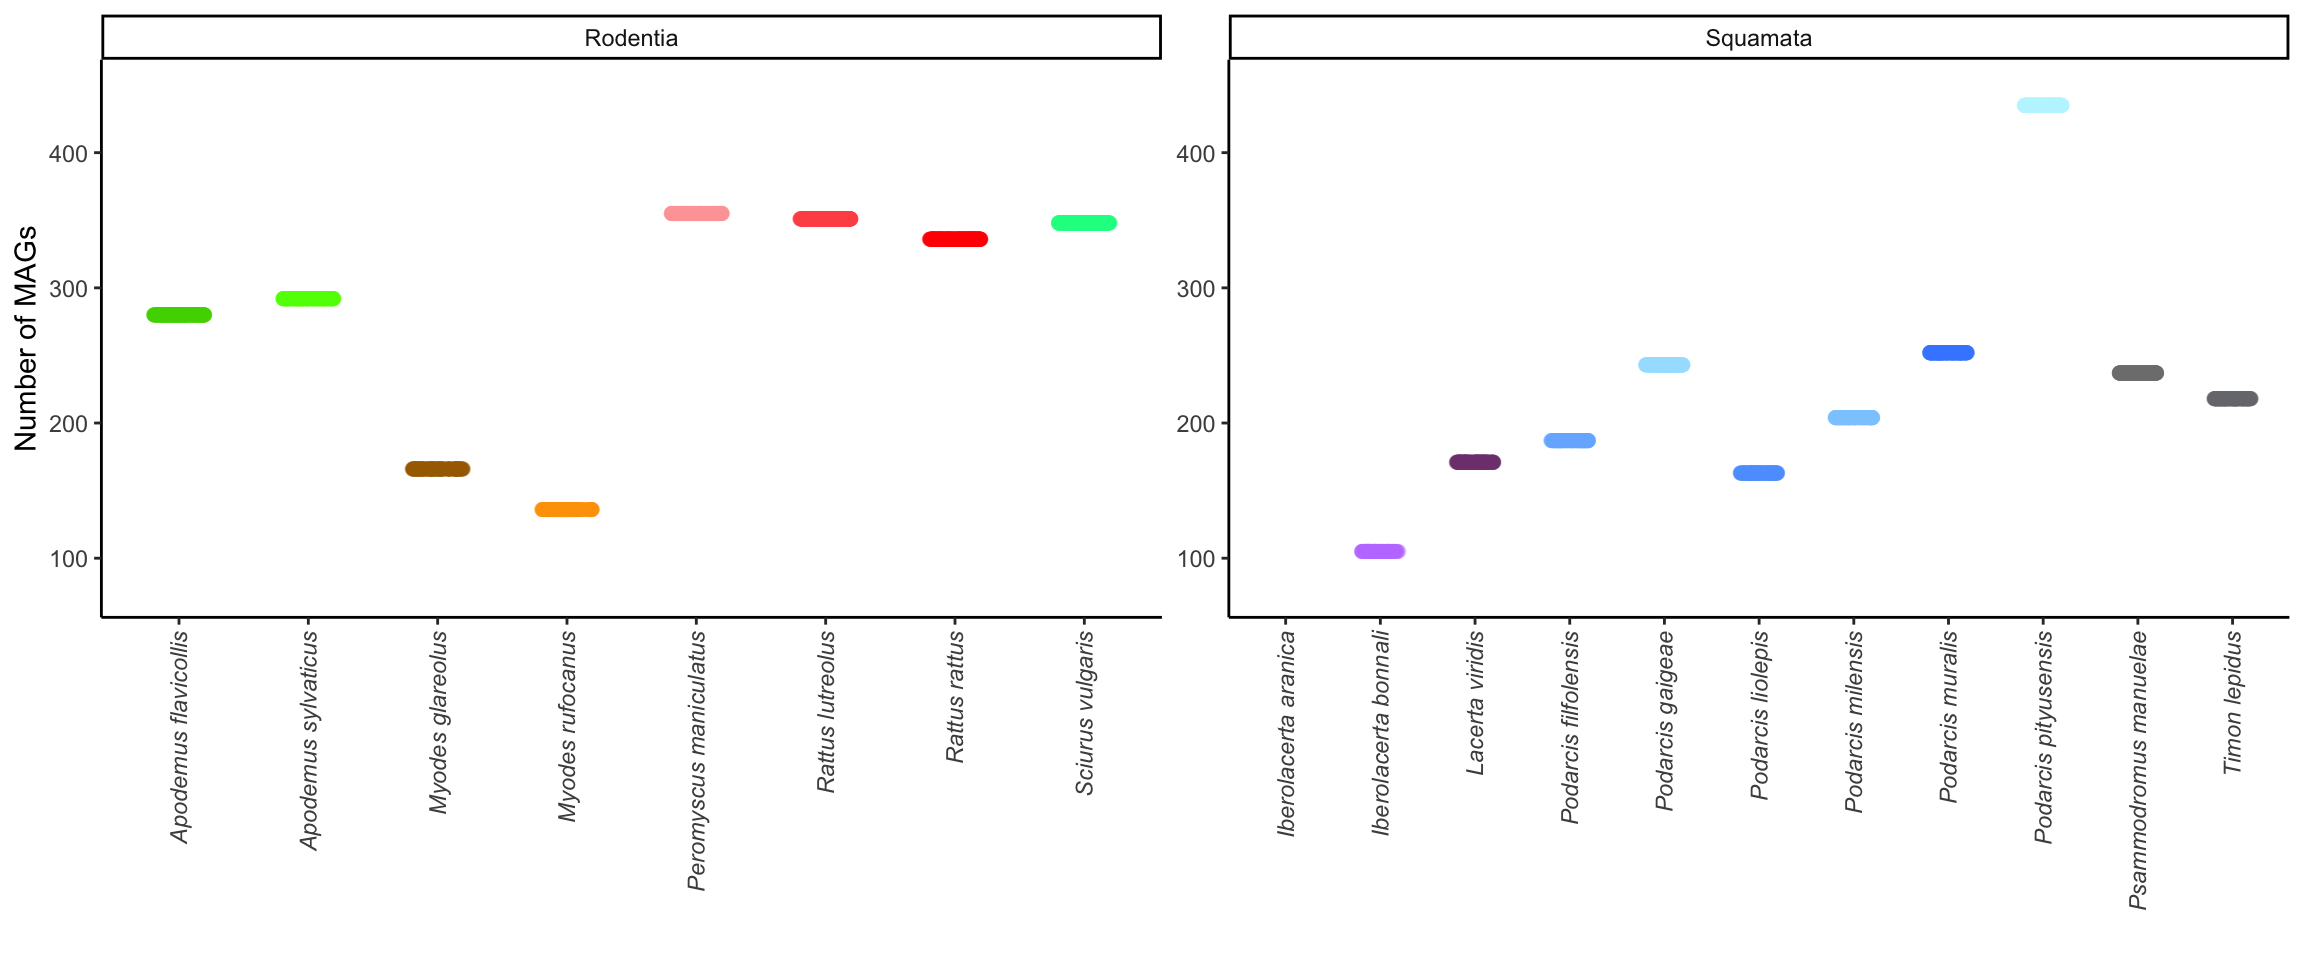 Rodentia
Squamata
Number of MAGs
400
300
200
100
400
300
200
100
Apodemus flavicollis
Apodemus sylvaticus
Myodes glareolus
Myodes rufocanus
Peromyscus maniculatus
Rattus lutreolus
Rattus rattus
Sciurus vulgaris
Iberolacerta aranica
Iberolacerta bonnali
Lacerta viridis
Podarcis filfolensis
Podarcis gaigeae
Podarcis liolepis
Podarcis milensis
Podarcis muralis
Podarcis pityusensis
Psammodromus manuelae
Timon lepidus